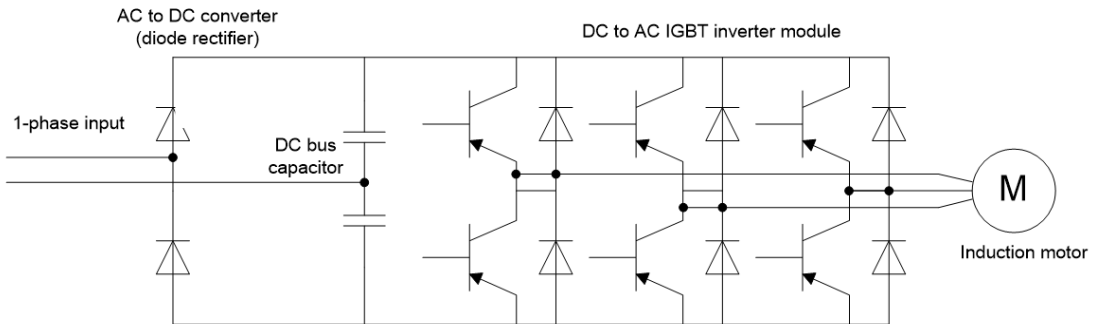 AC to DC converter
(diode rectifier)
DC to AC IGBT inverter module
1-phase input
DC bus
capacitor
M
Induction motor